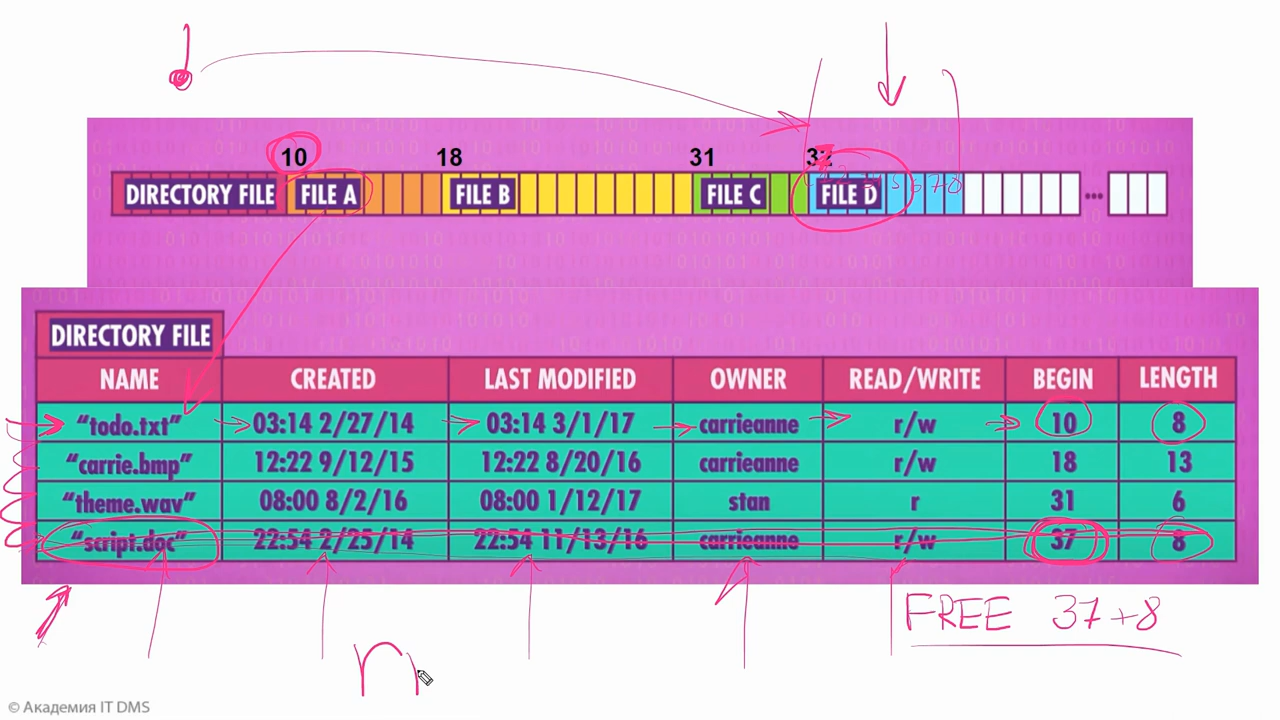 10 18 31 32
DIRECTORY FILE FILE A FILE B FILE C FILE D ...
DIRECTORY FILE
NAME CREATED LAST MODIFIED OWNER READ/WRITE BEGIN LENGTH
“todo.txt” 03:14 2/27/14 03:14 3/1/17 carrieanne r/w 10 8
“carrie.bmp” 12:22 9/12/15 12:22 8/20/16 carrieanne r/w 18 13
“theme.wav” 08:00 8/2/16 08:00 1/12/17 stan r 31 6
“script.doc” 22:54 2/25/14 22:54 11/13/16 carrieanne r/w 37 8
FREE 37+8
© Академия IT DMS